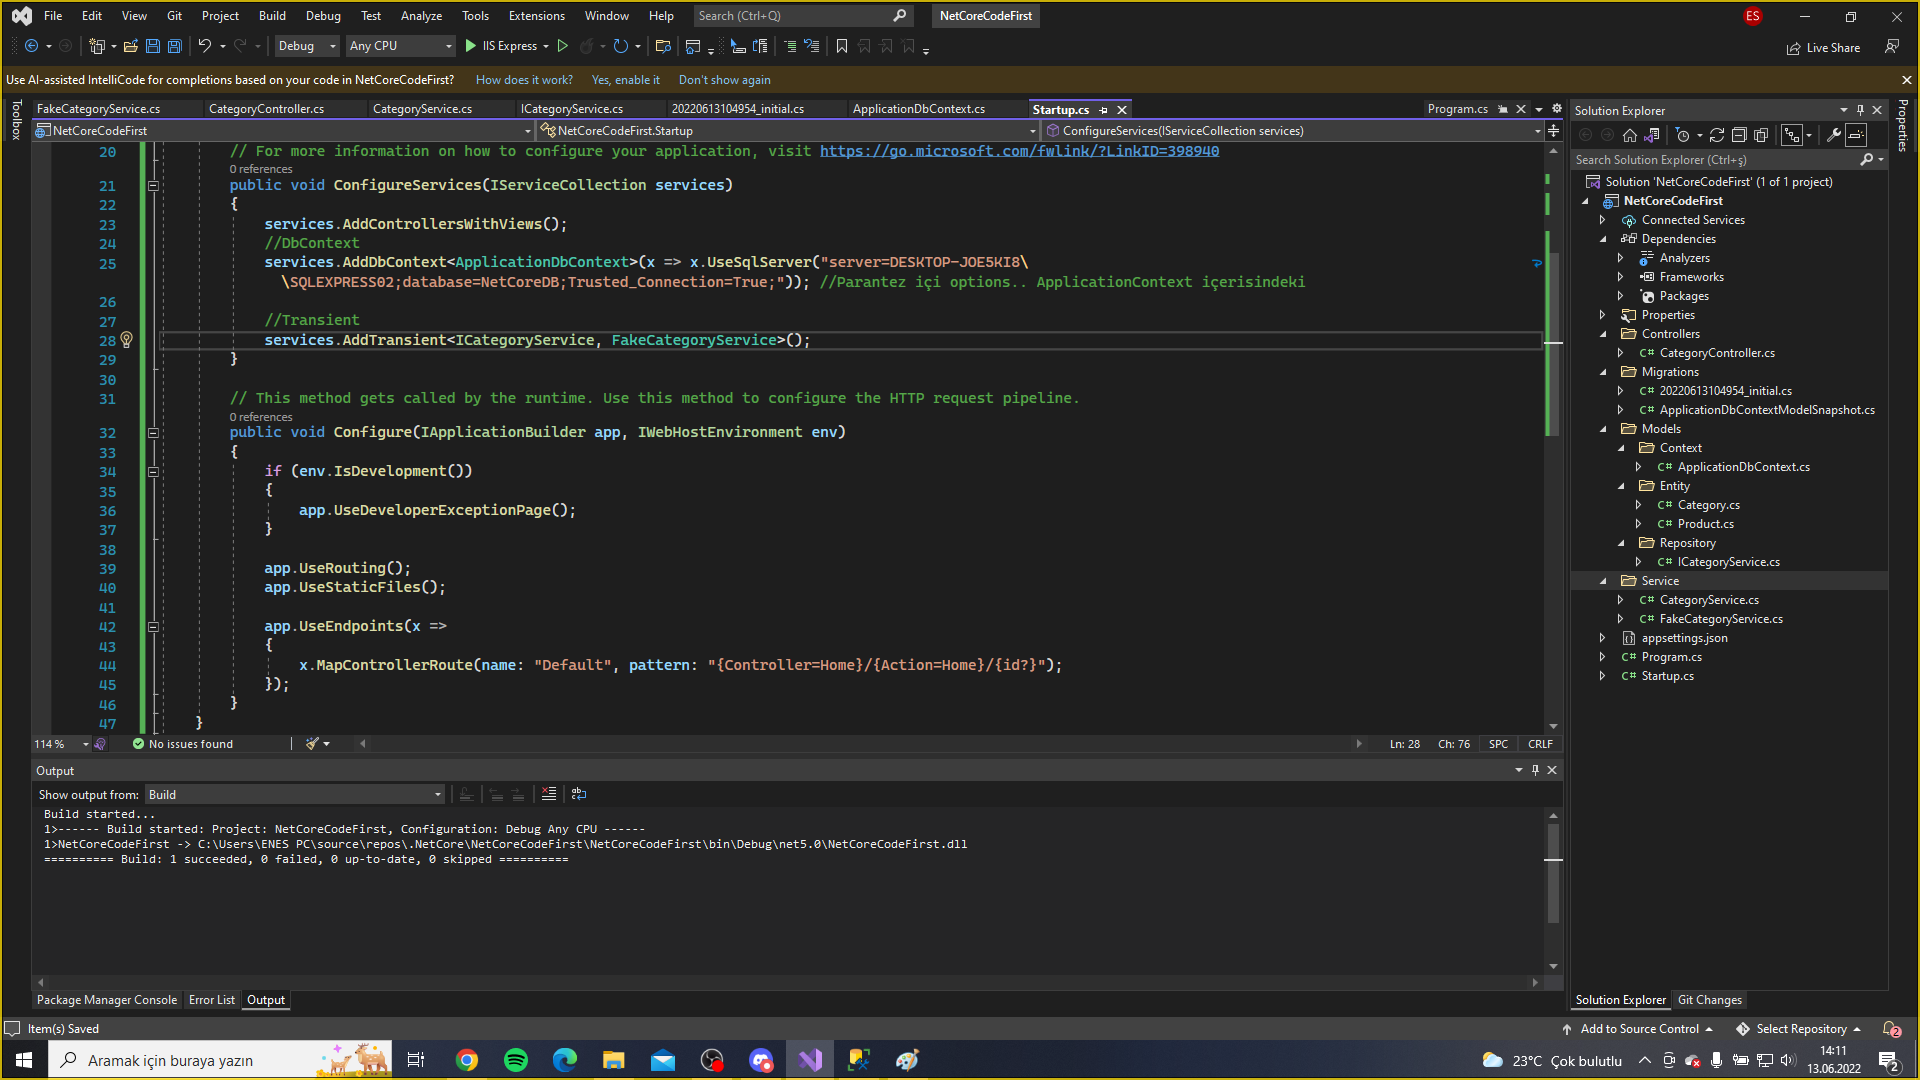 File Edit View Git Project Build Debug Test Analyze Tools Extensions Window Help Search (Ctrl+Q) NetCoreCodeFirst ES
Debug Any CPU IIS Express Live Share
Use AI-assisted IntelliCode for completions based on your code in NetCoreCodeFirst? How does it work? Yes, enable it Don't show again
Toolbox
FakeCategoryService.cs CategoryController.cs CategoryService.cs ICategoryService.cs 20220613104954_initial.cs ApplicationDbContext.cs Startup.cs Program.cs
NetCoreCodeFirst NetCoreCodeFirst.Startup ConfigureServices(IServiceCollection services)
20 // For more information on how to configure your application, visit https://go.microsoft.com/fwlink/?LinkID=398940
0 references
21 public void ConfigureServices(IServiceCollection services)
22 {
23 services.AddControllersWithViews();
24 //DbContext
25 services.AddDbContext<ApplicationDbContext>(x => x.UseSqlServer("server=DESKTOP-JOE5KI8\
\SQLEXPRESS02;database=NetCoreDB;Trusted_Connection=True;")); //Parantez içi options.. ApplicationContext içerisindeki
26
27 //Transient
28 services.AddTransient<ICategoryService, FakeCategoryService>();
29 }
30
31 // This method gets called by the runtime. Use this method to configure the HTTP request pipeline.
0 references
32 public void Configure(IApplicationBuilder app, IWebHostEnvironment env)
33 {
34 if (env.IsDevelopment())
35 {
36 app.UseDeveloperExceptionPage();
37 }
38
39 app.UseRouting();
40 app.UseStaticFiles();
41
42 app.UseEndpoints(x =>
43 {
44 x.MapControllerRoute(name: "Default", pattern: "{Controller=Home}/{Action=Home}/{id?}");
45 });
46 }
47 }
114 % No issues found Ln: 28 Ch: 76 SPC CRLF
Output
Show output from: Build
Build started...
1>------ Build started: Project: NetCoreCodeFirst, Configuration: Debug Any CPU ------
1>NetCoreCodeFirst -> C:\Users\ENES PC\source\repos\.NetCore\NetCoreCodeFirst\NetCoreCodeFirst\bin\Debug\net5.0\NetCoreCodeFirst.dll
========== Build: 1 succeeded, 0 failed, 0 up-to-date, 0 skipped ==========
Package Manager Console Error List Output
Solution Explorer
Search Solution Explorer (Ctrl+ş)
Solution 'NetCoreCodeFirst' (1 of 1 project)
NetCoreCodeFirst
Connected Services
Dependencies
Analyzers
Frameworks
Packages
Properties
Controllers
C# CategoryController.cs
Migrations
C# 20220613104954_initial.cs
C# ApplicationDbContextModelSnapshot.cs
Models
Context
C# ApplicationDbContext.cs
Entity
C# Category.cs
C# Product.cs
Repository
C# ICategoryService.cs
Service
C# CategoryService.cs
C# FakeCategoryService.cs
appsettings.json
C# Program.cs
C# Startup.cs
Solution Explorer Git Changes
Properties
Item(s) Saved Add to Source Control Select Repository 2
Aramak için buraya yazın 23°C Çok bulutlu 14:11
13.06.2022 2